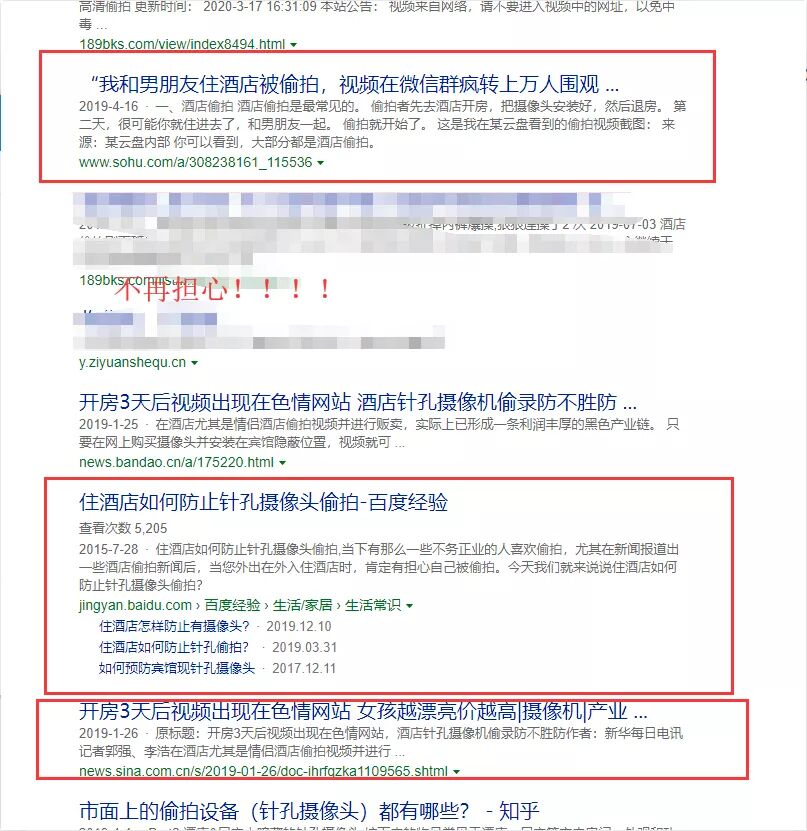 高清偷拍 更新时间： 2020-3-17 16:31:09 本站公告： 视频来自网络，请不要进入视频中的网址，以免中
毒 ...
189bks.com/view/index8494.html
“我和男朋友住酒店被偷拍，视频在微信群疯转上万人围观 ...
2019-4-16 · 一、酒店偷拍 酒店偷拍是最常见的。 偷拍者先去酒店开房，把摄像头安装好，然后退房。 第
二天，很可能你就住进去了，和男朋友一起。 偷拍就开始了。 这是我在某云盘看到的偷拍视频截图： 来
源：某云盘内部 你可以看到，大部分都是酒店偷拍。
www.sohu.com/a/308238161_115536
2次 2019-07-03 酒店
189bks.com
不再担心！！！！
y.ziyuanshequ.cn
开房3天后视频出现在色情网站 酒店针孔摄像机偷录防不胜防 ...
2019-1-25 · 在酒店尤其是情侣酒店偷拍视频并进行贩卖，实际上已形成一条利润丰厚的黑色产业链。 只
要在网上购买摄像头并安装在宾馆隐蔽位置，视频就可 ...
news.bandao.cn/a/175220.html
住酒店如何防止针孔摄像头偷拍-百度经验
查看次数 5,205
2015-7-28 · 住酒店如何防止针孔摄像头偷拍,当下有那么一些不务正业的人喜欢偷拍，尤其在新闻报道出
一些酒店偷拍新闻后，当您外出在外入住酒店时，肯定有担心自己被偷拍。今天我们就来说说住酒店如何
防止针孔摄像头偷拍？
jingyan.baidu.com › 百度经验 › 生活/家居 › 生活常识
住酒店怎样防止有摄像头？ · 2019.12.10
住酒店如何防止针孔偷拍？ · 2019.03.31
如何预防宾馆现针孔摄像头 · 2017.12.11
开房3天后视频出现在色情网站 女孩越漂亮价越高|摄像机|产业 ...
2019-1-26 · 原标题：开房3天后视频出现在色情网站，酒店针孔摄像机偷录防不胜防作者：新华每日电讯
记者郭强、李浩在酒店尤其是情侣酒店偷拍视频并进行 ...
news.sina.com.cn/s/2019-01-26/doc-ihrfqzka1109565.shtml
市面上的偷拍设备（针孔摄像头）都有哪些？ - 知乎